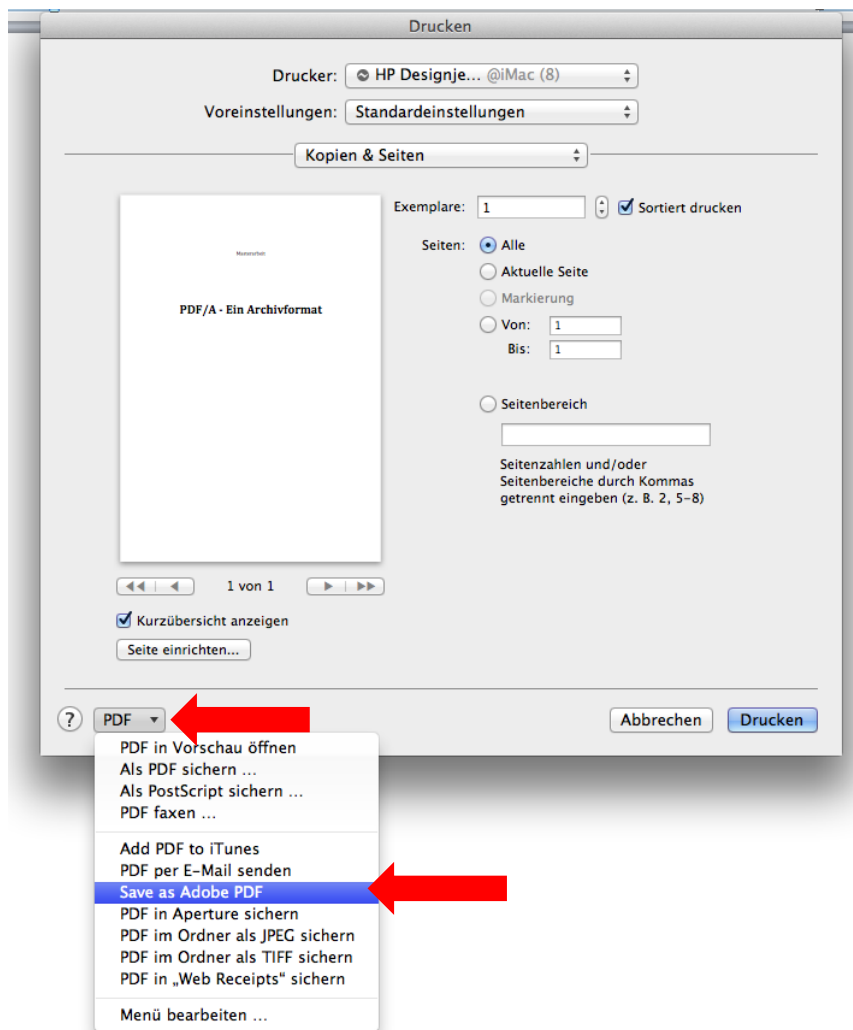 Drucken
Drucker: HP Designje... @iMac (8)
Voreinstellungen: Standardeinstellungen
Kopien & Seiten
Exemplare: 1 Sortiert drucken
Seiten: Alle
Aktuelle Seite
Markierung
Von: 1
Bis: 1
Seitenbereich
Seitenzahlen und/oder
Seitenbereiche durch Kommas
getrennt eingeben (z. B. 2, 5–8)
Masterarbeit
PDF/A - Ein Archivformat
1 von 1
Kurzübersicht anzeigen
Seite einrichten...
? PDF Abbrechen Drucken
PDF in Vorschau öffnen
Als PDF sichern ...
Als PostScript sichern ...
PDF faxen ...
Add PDF to iTunes
PDF per E-Mail senden
Save as Adobe PDF
PDF in Aperture sichern
PDF im Ordner als JPEG sichern
PDF im Ordner als TIFF sichern
PDF in „Web Receipts“ sichern
Menü bearbeiten ...